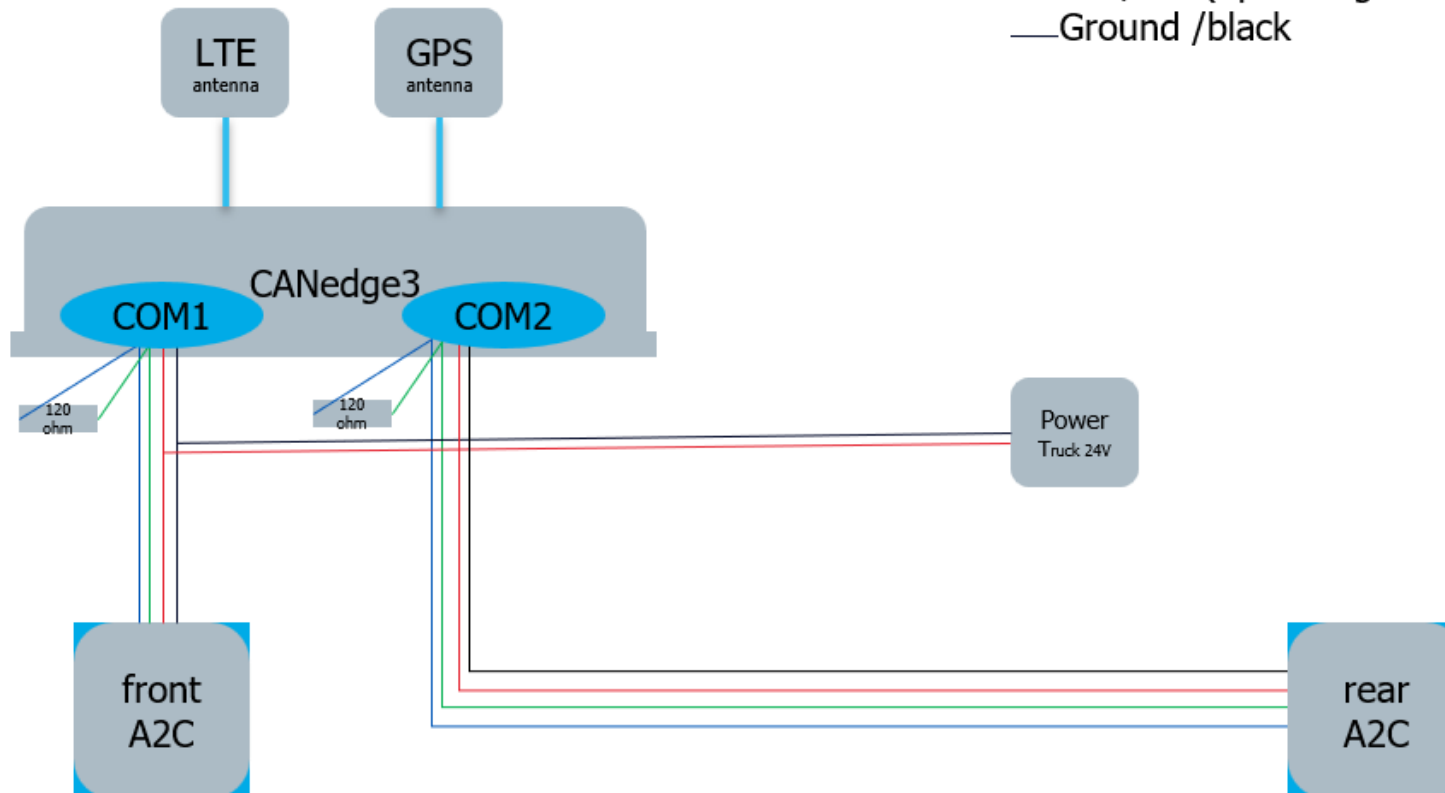 LTE
antenna
GPS
antenna
Ground /black
CANedge3
COM1
COM2
120
ohm
120
ohm
Power
Truck 24V
front
A2C
rear
A2C